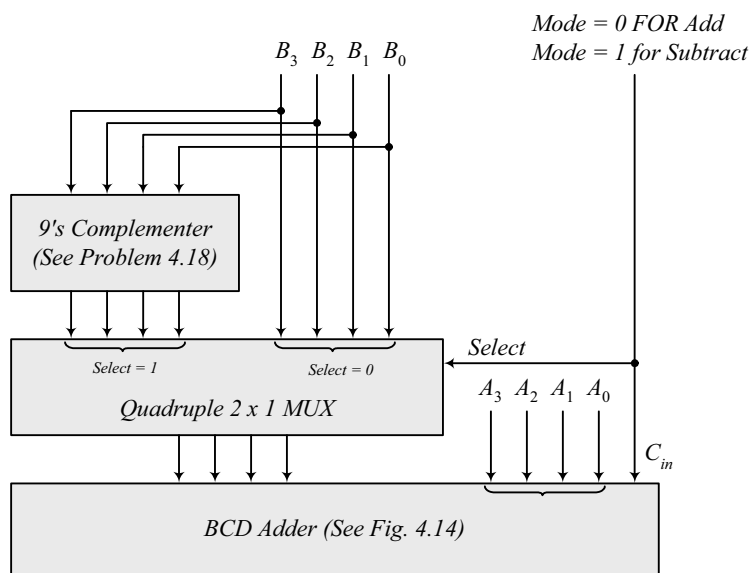 Mode = 0 FOR Add
Mode = 1 for Subtract
B3 B2 B1 B0
9's Complementer
(See Problem 4.18)
Select = 1
Select = 0
Select
Quadruple 2 x 1 MUX
A3 A2 A1 A0
Cin
BCD Adder (See Fig. 4.14)